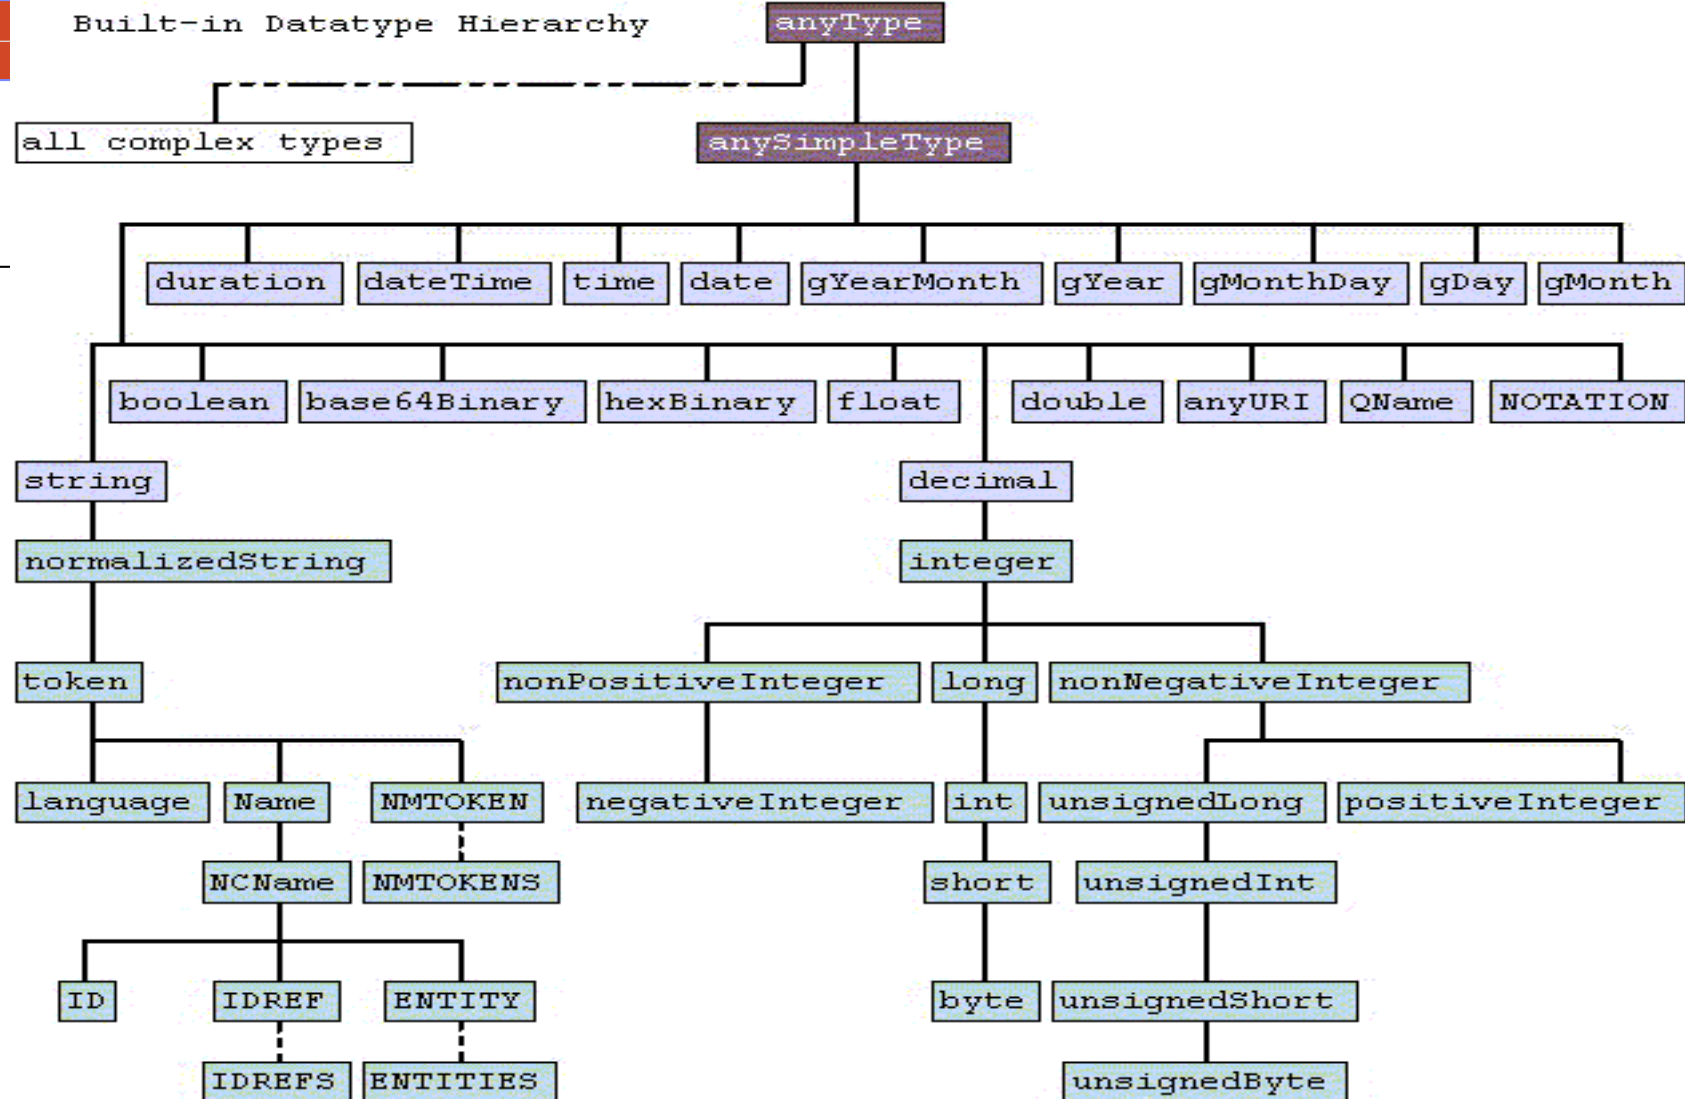 Built-in Datatype Hierarchy
anyType
all complex types
anySimpleType
duration dateTime time date gYearMonth gYear gMonthDay gDay gMonth
boolean base64Binary hexBinary float double anyURI QName NOTATION
string decimal
normalizedString integer
token nonPositiveInteger long nonNegativeInteger
language Name NMTOKEN negativeInteger int unsignedLong positiveInteger
NCName NMTOKENS short unsignedInt
ID IDREF ENTITY byte unsignedShort
IDREFS ENTITIES unsignedByte